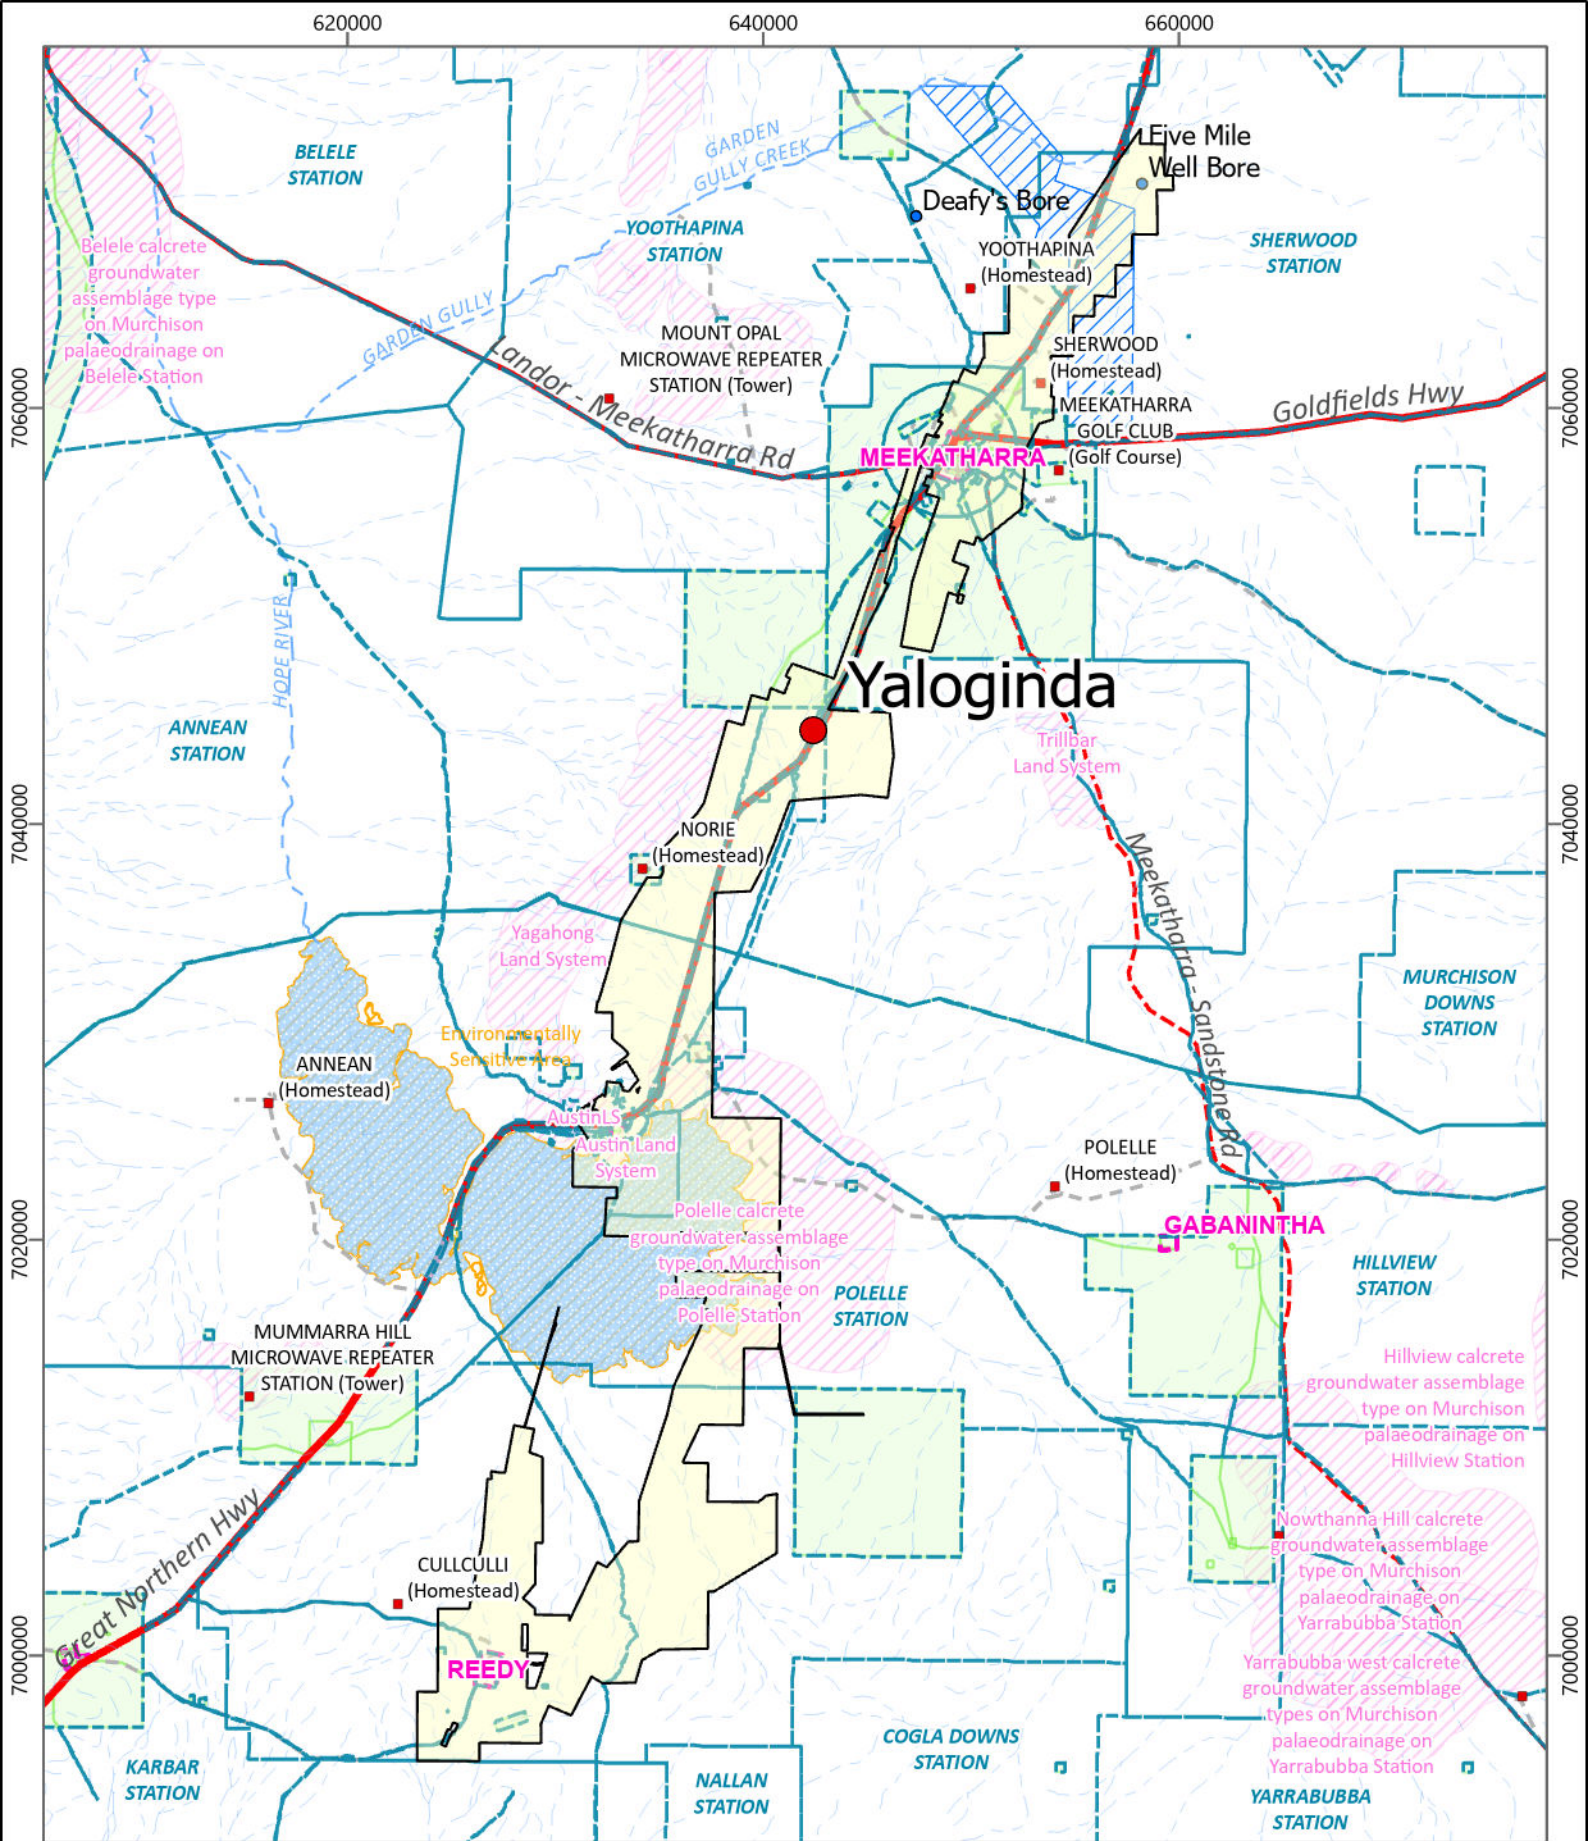 620000
640000
660000
Five Mile
Well Bore
GARDEN
GULLY CREEK
BELELE
STATION
Deafy's Bore
YOOTHAPINA
STATION
YOOTHAPINA
(Homestead)
SHERWOOD
STATION
Belele calcrete
groundwater
assemblage type
on Murchison
palaeodrainage on
Belele Station
GARDEN GULLY
MOUNT OPAL
MICROWAVE REPEATER
STATION (Tower)
SHERWOOD
(Homestead)
Landor - Meekatharra Rd
Goldfields Hwy
7060000
7060000
MEEKATHARRA
GOLF CLUB
(Golf Course)
MEEKATHARRA
HOPE RIVER
Yaloginda
ANNEAN
STATION
Trillbar
Land System
7040000
7040000
NORIE
(Homestead)
Meekatharra - Sandstone Rd
Yagahong
Land System
MURCHISON
DOWNS
STATION
Environmentally
Sensitive Area
ANNEAN
(Homestead)
AustinLS
Austin Land
System
POLELLE
(Homestead)
Polelle calcrete
groundwater assemblage
type on Murchison
palaeodrainage on
Polelle Station
GABANINTHA
7020000
7020000
HILLVIEW
STATION
POLELLE
STATION
MUMMARRA HILL
MICROWAVE REPEATER
STATION (Tower)
Hillview calcrete
groundwater assemblage
type on Murchison
palaeodrainage on
Hillview Station
Great Northern Hwy
Nowthanna Hill calcrete
groundwater assemblage
type on Murchison
palaeodrainage on
Yarrabubba Station
CULLCULLI
(Homestead)
7000000
7000000
REEDY
Yarrabubba west calcrete
groundwater assemblage
types on Murchison
palaeodrainage on
Yarrabubba Station
COGLA DOWNS
STATION
KARBAR
STATION
NALLAN
STATION
YARRABUBBA
STATION